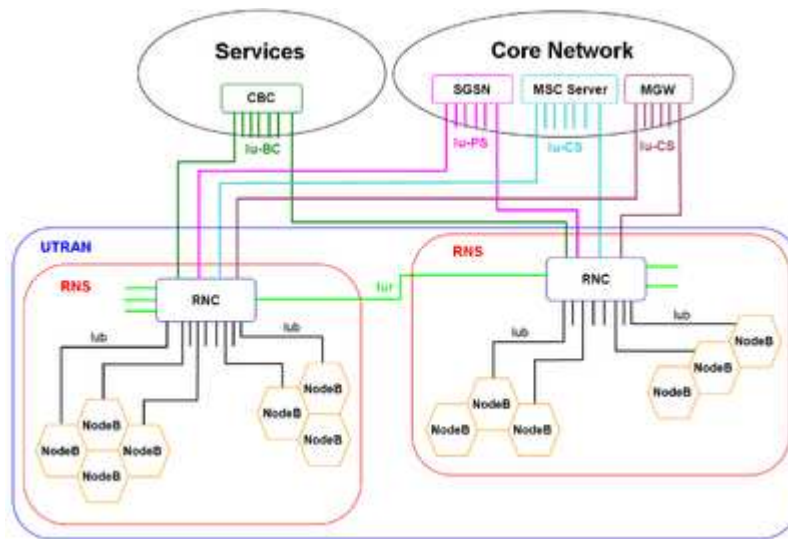 Services
Core Network
CBC
SGSN
MSC Server
MGW
Iu-BC
Iu-PS
Iu-CS
Iu-CS
UTRAN
RNS
RNS
RNC
RNC
Iur
Iub
Iub
Iub
Iub
NodeB
NodeB
NodeB
NodeB
NodeB
NodeB
NodeB
NodeB
NodeB
NodeB
NodeB
NodeB
NodeB